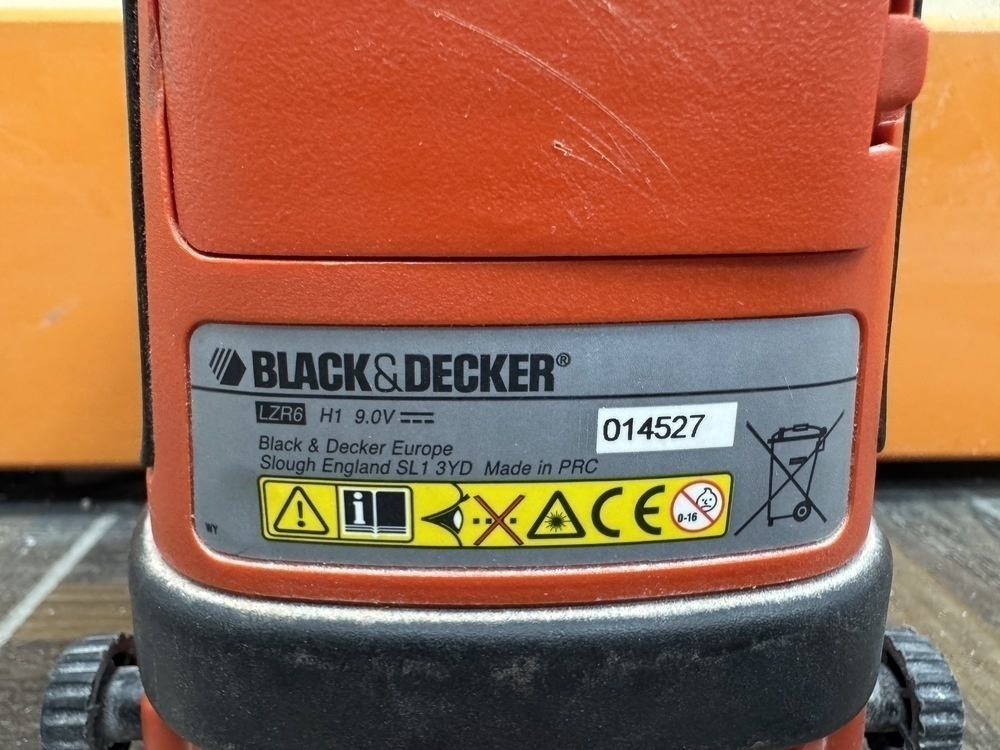 BLACK&DECKER®
LZR6 H1 9.0V
014527
Black & Decker Europe
Slough England SL1 3YD Made in PRC
i CE 0-16
WY